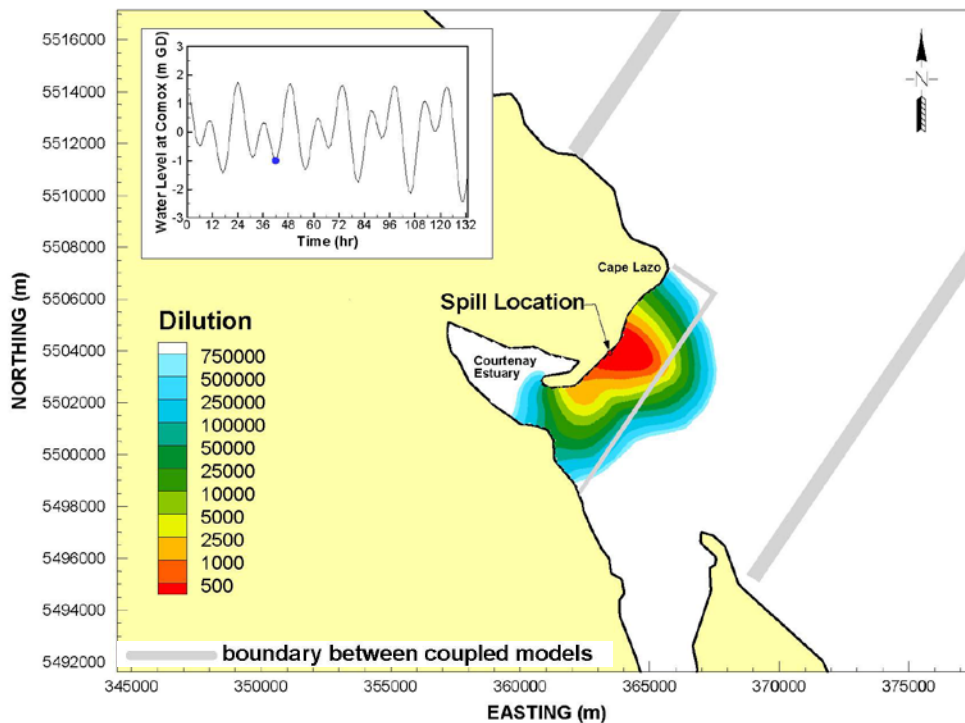 5516000
5514000
5512000
5510000
5508000
5506000
5504000
5502000
5500000
5498000
5496000
5494000
5492000
NORTHING (m)
3
2
1
0
-1
-2
-3
Water Level at Comox (m GD)
0 12 24 36 48 60 72 84 96 108 120 132
Time (hr)
N
Cape Lazo
Spill Location
Courtenay
Estuary
Dilution
750000
500000
250000
100000
50000
25000
10000
5000
2500
1000
500
boundary between coupled models
345000 350000 355000 360000 365000 370000 375000
EASTING (m)